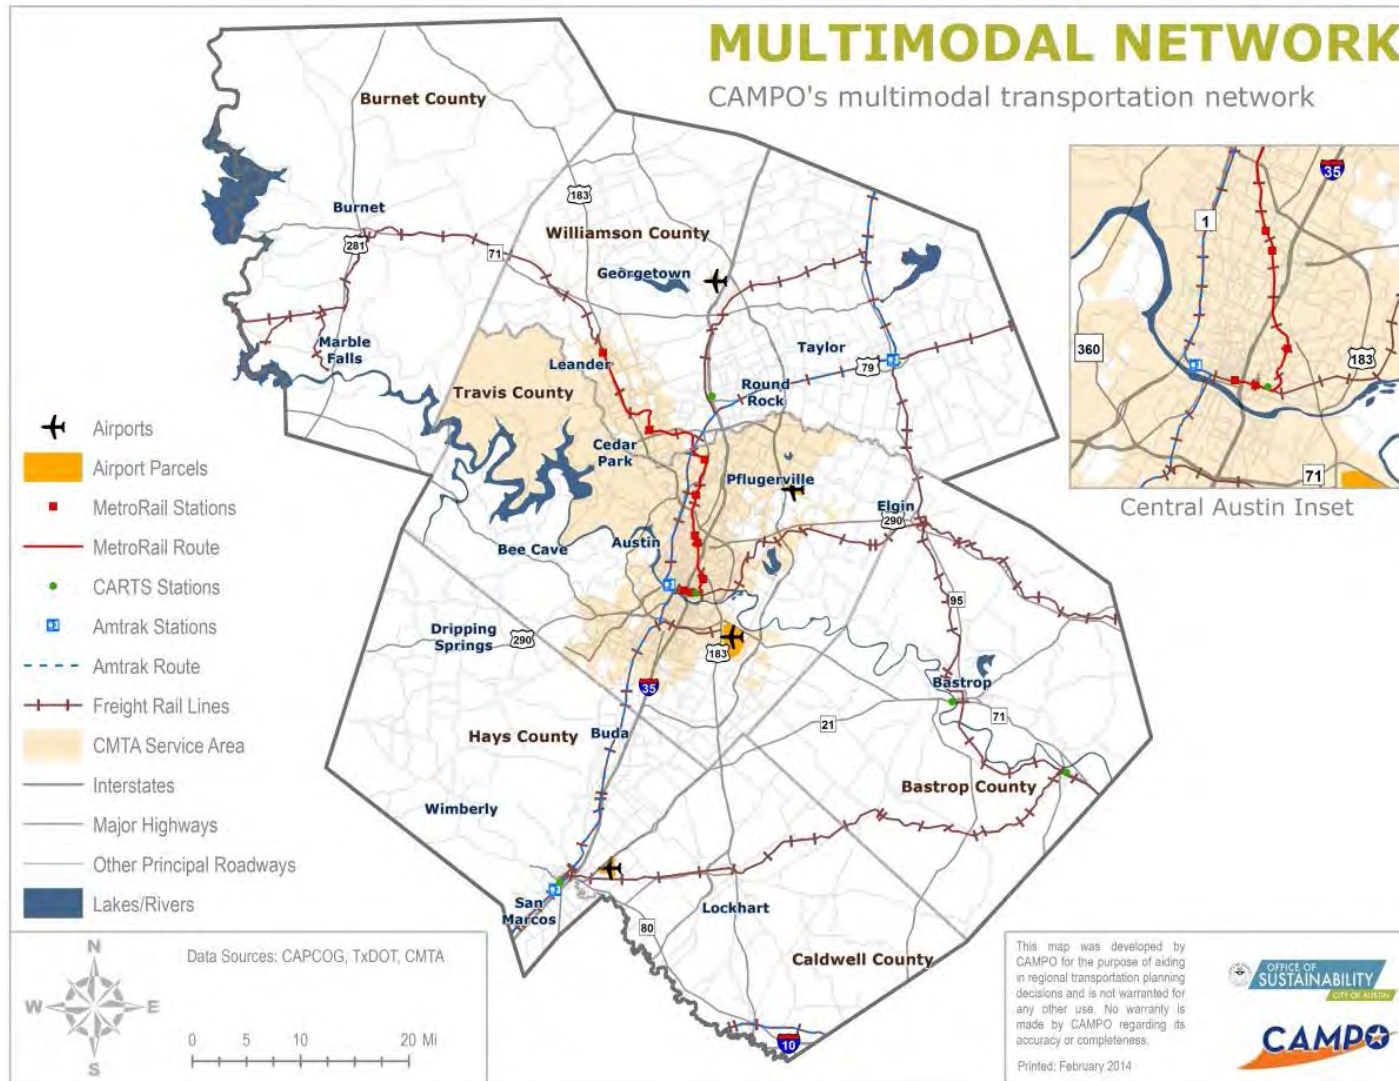 MULTIMODAL NETWORK
CAMPO's multimodal transportation network
Burnet County
183
Burnet
281
71
Williamson County
Georgetown
Marble
Falls
Leander
Travis County
Taylor
79
Round
Rock
Cedar
Park
Pflugerville
Elgin
290
Bee Cave
Austin
95
Dripping
Springs
290
183
35
Bastrop
71
21
Hays County
Buda
Bastrop County
Wimberly
San
Marcos
80
Lockhart
Caldwell County
10
35
1
360
183
71
Central Austin Inset
Airports
Airport Parcels
MetroRail Stations
MetroRail Route
CARTS Stations
Amtrak Stations
Amtrak Route
Freight Rail Lines
CMTA Service Area
Interstates
Major Highways
Other Principal Roadways
Lakes/Rivers
N
W
E
S
Data Sources: CAPCOG, TxDOT, CMTA
0 5 10 20 Mi
This map was developed by
CAMPO for the purpose of aiding
in regional transportation planning
decisions and is not warranted for
any other use. No warranty is
made by CAMPO regarding its
accuracy or completeness.
Printed: February 2014
OFFICE OF
SUSTAINABILITY
CITY OF AUSTIN
CAMPO